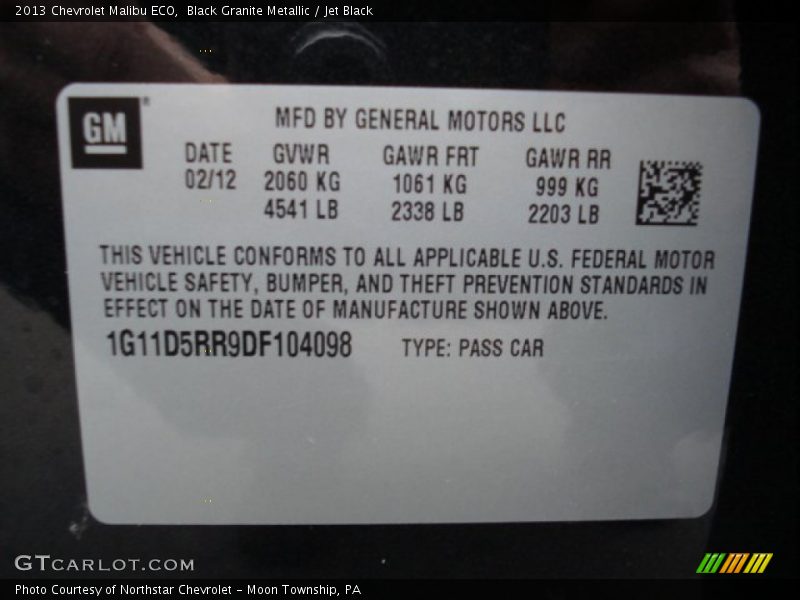 2013 Chevrolet Malibu ECO, Black Granite Metallic / Jet Black
GM
MFD BY GENERAL MOTORS LLC
DATE GVWR GAWR FRT GAWR RR
02/12 2060 KG 1061 KG 999 KG
4541 LB 2338 LB 2203 LB
THIS VEHICLE CONFORMS TO ALL APPLICABLE U.S. FEDERAL MOTOR
VEHICLE SAFETY, BUMPER, AND THEFT PREVENTION STANDARDS IN
EFFECT ON THE DATE OF MANUFACTURE SHOWN ABOVE.
1G11D5RR9DF104098 TYPE: PASS CAR
GTCARLOT.COM
Photo Courtesy of Northstar Chevrolet - Moon Township, PA